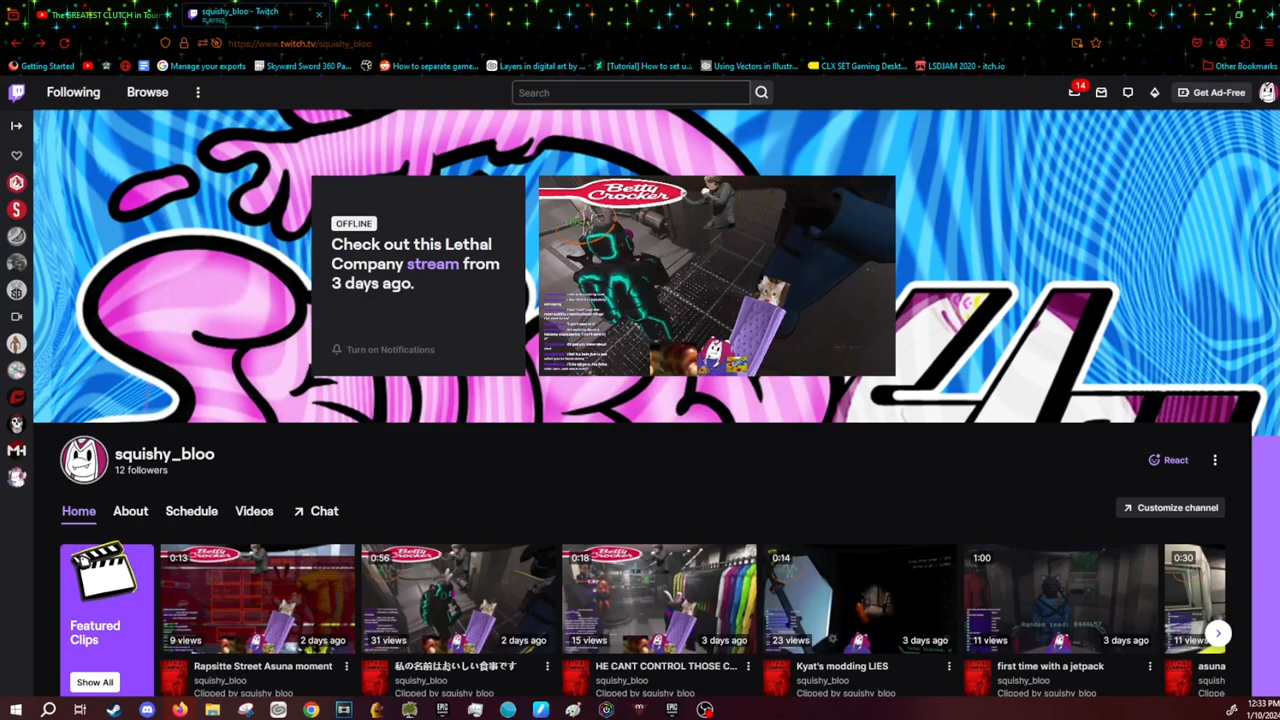 The GREATEST CLUTCH in Tour
squishy_bloo - Twitch
PLAYING
https://www.twitch.tv/squishy_bloo
Getting Started
Manage your exports
Skyward Sword 360 Pa...
How to separate game...
Layers in digital art by ...
[Tutorial] How to set u...
Using Vectors in Illustr...
CLX SET Gaming Deskt...
LSDJAM 2020 - itch.io
Other Bookmarks
Following
Browse
Search
14
Get Ad-Free
OFFLINE
Check out this Lethal
Company stream from
3 days ago.
Turn on Notifications
Betty
Crocker
squishy_bloo
12 followers
React
Home
About
Schedule
Videos
Chat
Customize channel
Featured
Clips
Show All
0:13
9 views
2 days ago
Rapsitte Street Asuna moment
squishy_bloo
Clipped by squishy_bloo
0:56
31 views
2 days ago
私の名前はおいしい食事です
squishy_bloo
Clipped by squishy_bloo
0:18
15 views
3 days ago
HE CANT CONTROL THOSE C...
squishy_bloo
Clipped by squishy_bloo
0:14
23 views
3 days ago
Kyat's modding LIES
squishy_bloo
Clipped by squishy_bloo
1:00
11 views
3 days ago
first time with a jetpack
squishy_bloo
Clipped by squishy_bloo
0:30
11 views
asuna
squish
Clipped
12:33 PM
1/10/202